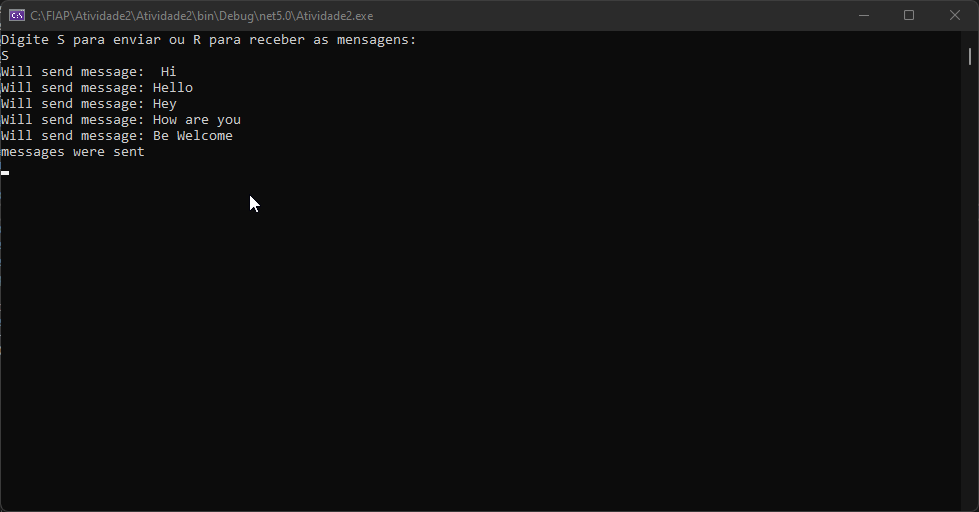 C:\FIAP\Atividade2\Atividade2\bin\Debug\net5.0\Atividade2.exe
Digite S para enviar ou R para receber as mensagens:
S
Will send message:  Hi
Will send message: Hello
Will send message: Hey
Will send message: How are you
Will send message: Be Welcome
messages were sent